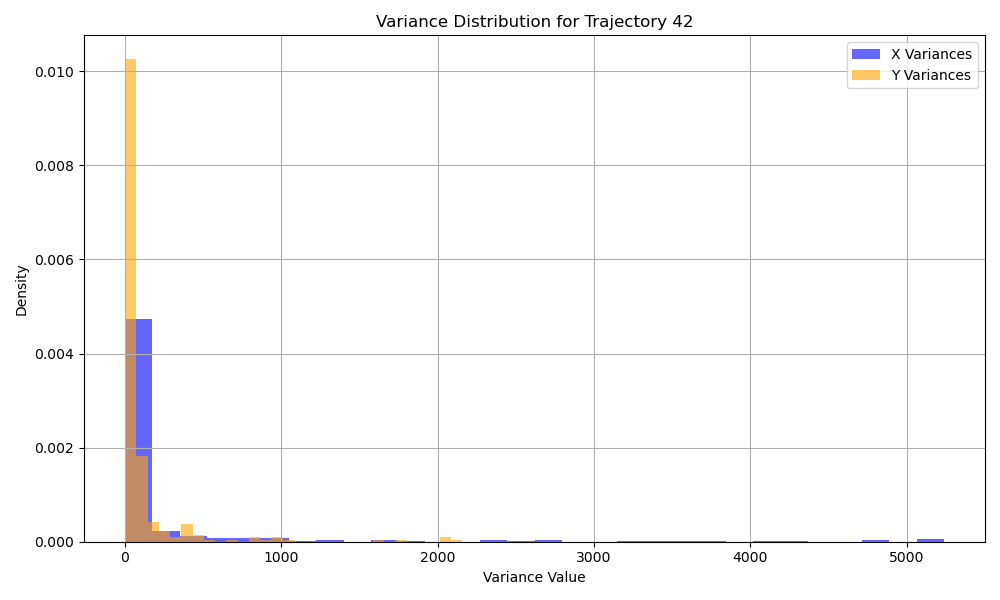 Variance Distribution for Trajectory 42
X Variances
Y Variances
0.010
0.008
0.006
0.004
0.002
0.000
Density
0 1000 2000 3000 4000 5000
Variance Value